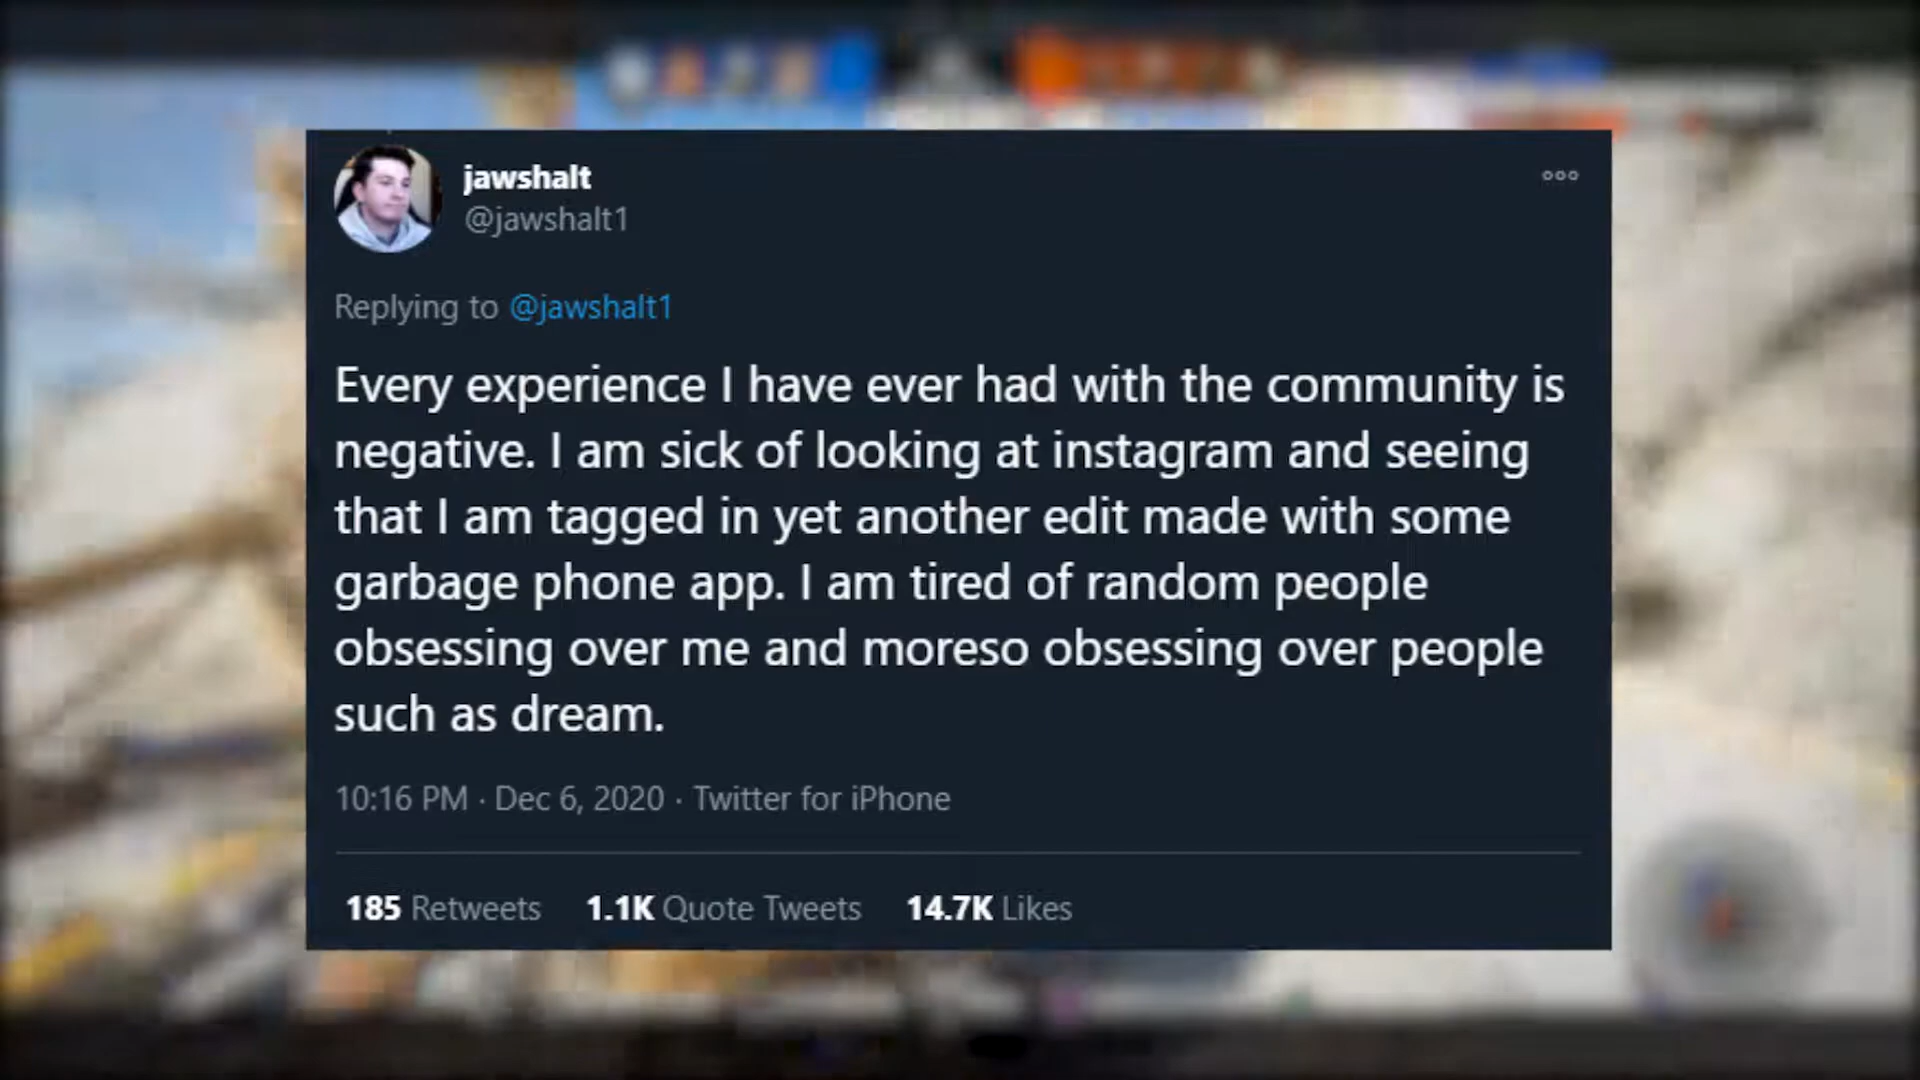 jawshalt
@jawshalt1
Replying to @jawshalt1
Every experience I have ever had with the community is
negative. I am sick of looking at instagram and seeing
that I am tagged in yet another edit made with some
garbage phone app. I am tired of random people
obsessing over me and moreso obsessing over people
such as dream.
10:16 PM · Dec 6, 2020 · Twitter for iPhone
185 Retweets 1.1K Quote Tweets 14.7K Likes